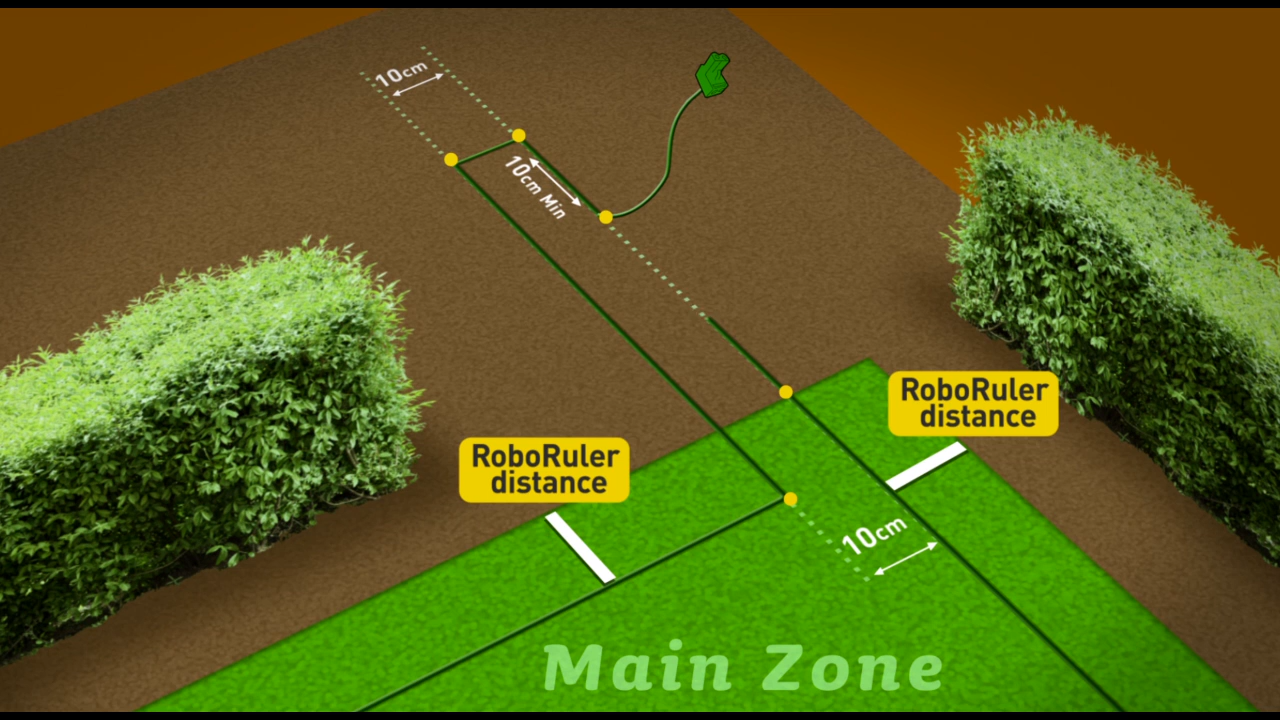 10cm
10cm Min
RoboRuler
distance
RoboRuler
distance
10cm
Main Zone